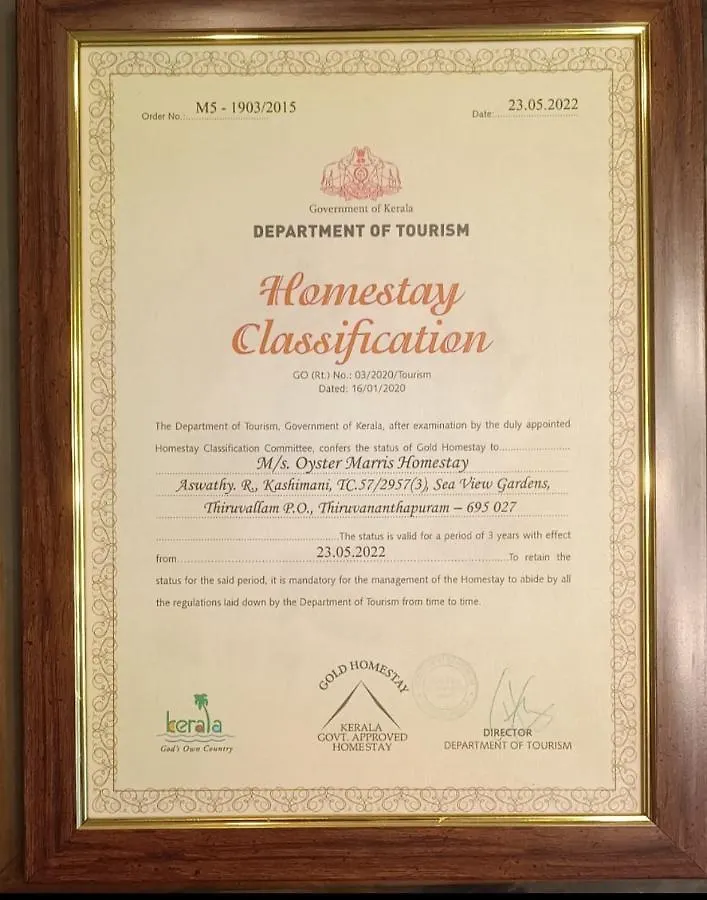 Order No. M5 - 1903/2015
Date: 23.05.2022
Government of Kerala
DEPARTMENT OF TOURISM
Homestay
Classification
GO (Rt.) No.: 03/2020/Tourism
Dated: 16/01/2020
The Department of Tourism, Government of Kerala, after examination by the duly appointed
Homestay Classification Committee, confers the status of Gold Homestay to
M/s. Oyster Marris Homestay
Aswathy. R., Kashimani, TC.57/2957(3), Sea View Gardens,
Thiruvallam P.O., Thiruvananthapuram – 695 027
The status is valid for a period of 3 years with effect
from 23.05.2022 To retain the
status for the said period, it is mandatory for the management of the Homestay to abide by all
the regulations laid down by the Department of Tourism from time to time.
kerala
God's Own Country
GOLD HOMESTAY
KERALA
GOVT. APPROVED
HOMESTAY
DIRECTOR
DEPARTMENT OF TOURISM